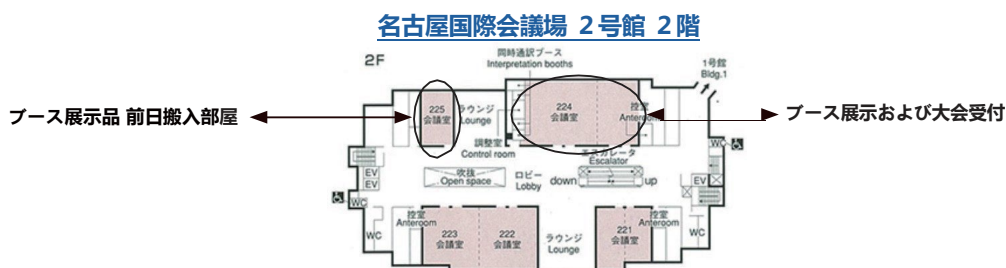 名古屋国際会議場 2号館 2階
2F
同時通訳ブース
Interpretation booths
1号館
Bldg.1
ブース展示品 前日搬入部屋
225
会議室
ラウンジ
Lounge
224
会議室
控室
Anteroom
ブース展示および大会受付
調整室
Control room
エスカレータ
Escalator
WC
EV
EV
吹抜
Open space
ロビー
Lobby
down
up
EV
WC
控室
Anteroom
控室
Anteroom
WC
223
会議室
222
会議室
ラウンジ
Lounge
221
会議室
WC